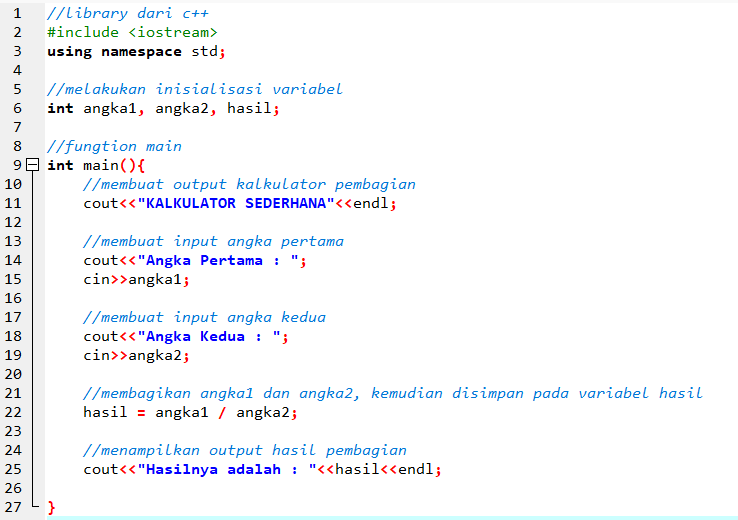 1 //library dari c++
2 #include <iostream>
3 using namespace std;
4
5 //melakukan inisialisasi variabel
6 int angka1, angka2, hasil;
7
8 //fungtion main
9 int main(){
10 //membuat output kalkulator pembagian
11 cout<<"KALKULATOR SEDERHANA"<<endl;
12
13 //membuat input angka pertama
14 cout<<"Angka Pertama : ";
15 cin>>angka1;
16
17 //membuat input angka kedua
18 cout<<"Angka Kedua : ";
19 cin>>angka2;
20
21 //membagikan angka1 dan angka2, kemudian disimpan pada variabel hasil
22 hasil = angka1 / angka2;
23
24 //menampilkan output hasil pembagian
25 cout<<"Hasilnya adalah : "<<hasil<<endl;
26
27 }